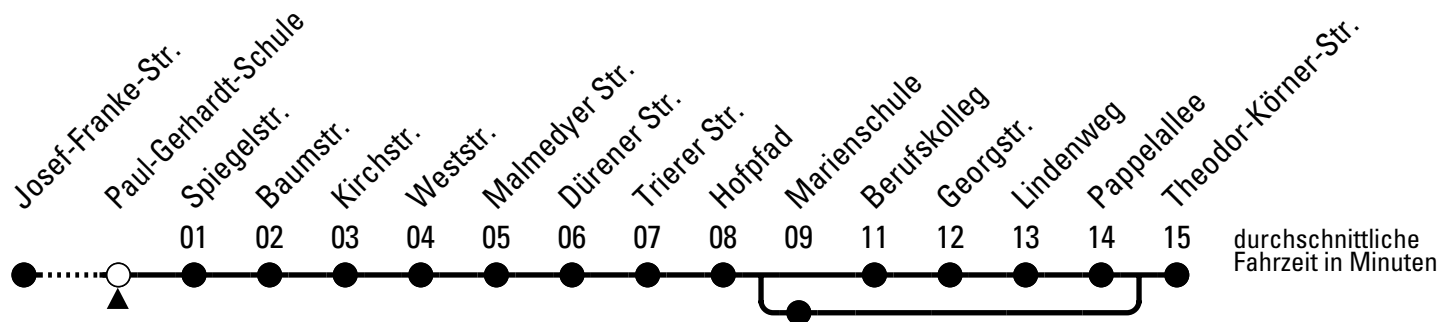 Josef-Franke-Str.
Paul-Gerhardt-Schule
Spiegelstr.
Baumstr.
Kirchstr.
Weststr.
Malmedyer Str.
Dürener Str.
Trierer Str.
Hofpfad
Marienschule
Berufskolleg
Georgstr.
Lindenweg
Pappelallee
Theodor-Körner-Str.
01 02 03 04 05 06 07 08 09 11 12 13 14 15
durchschnittliche
Fahrzeit in Minuten